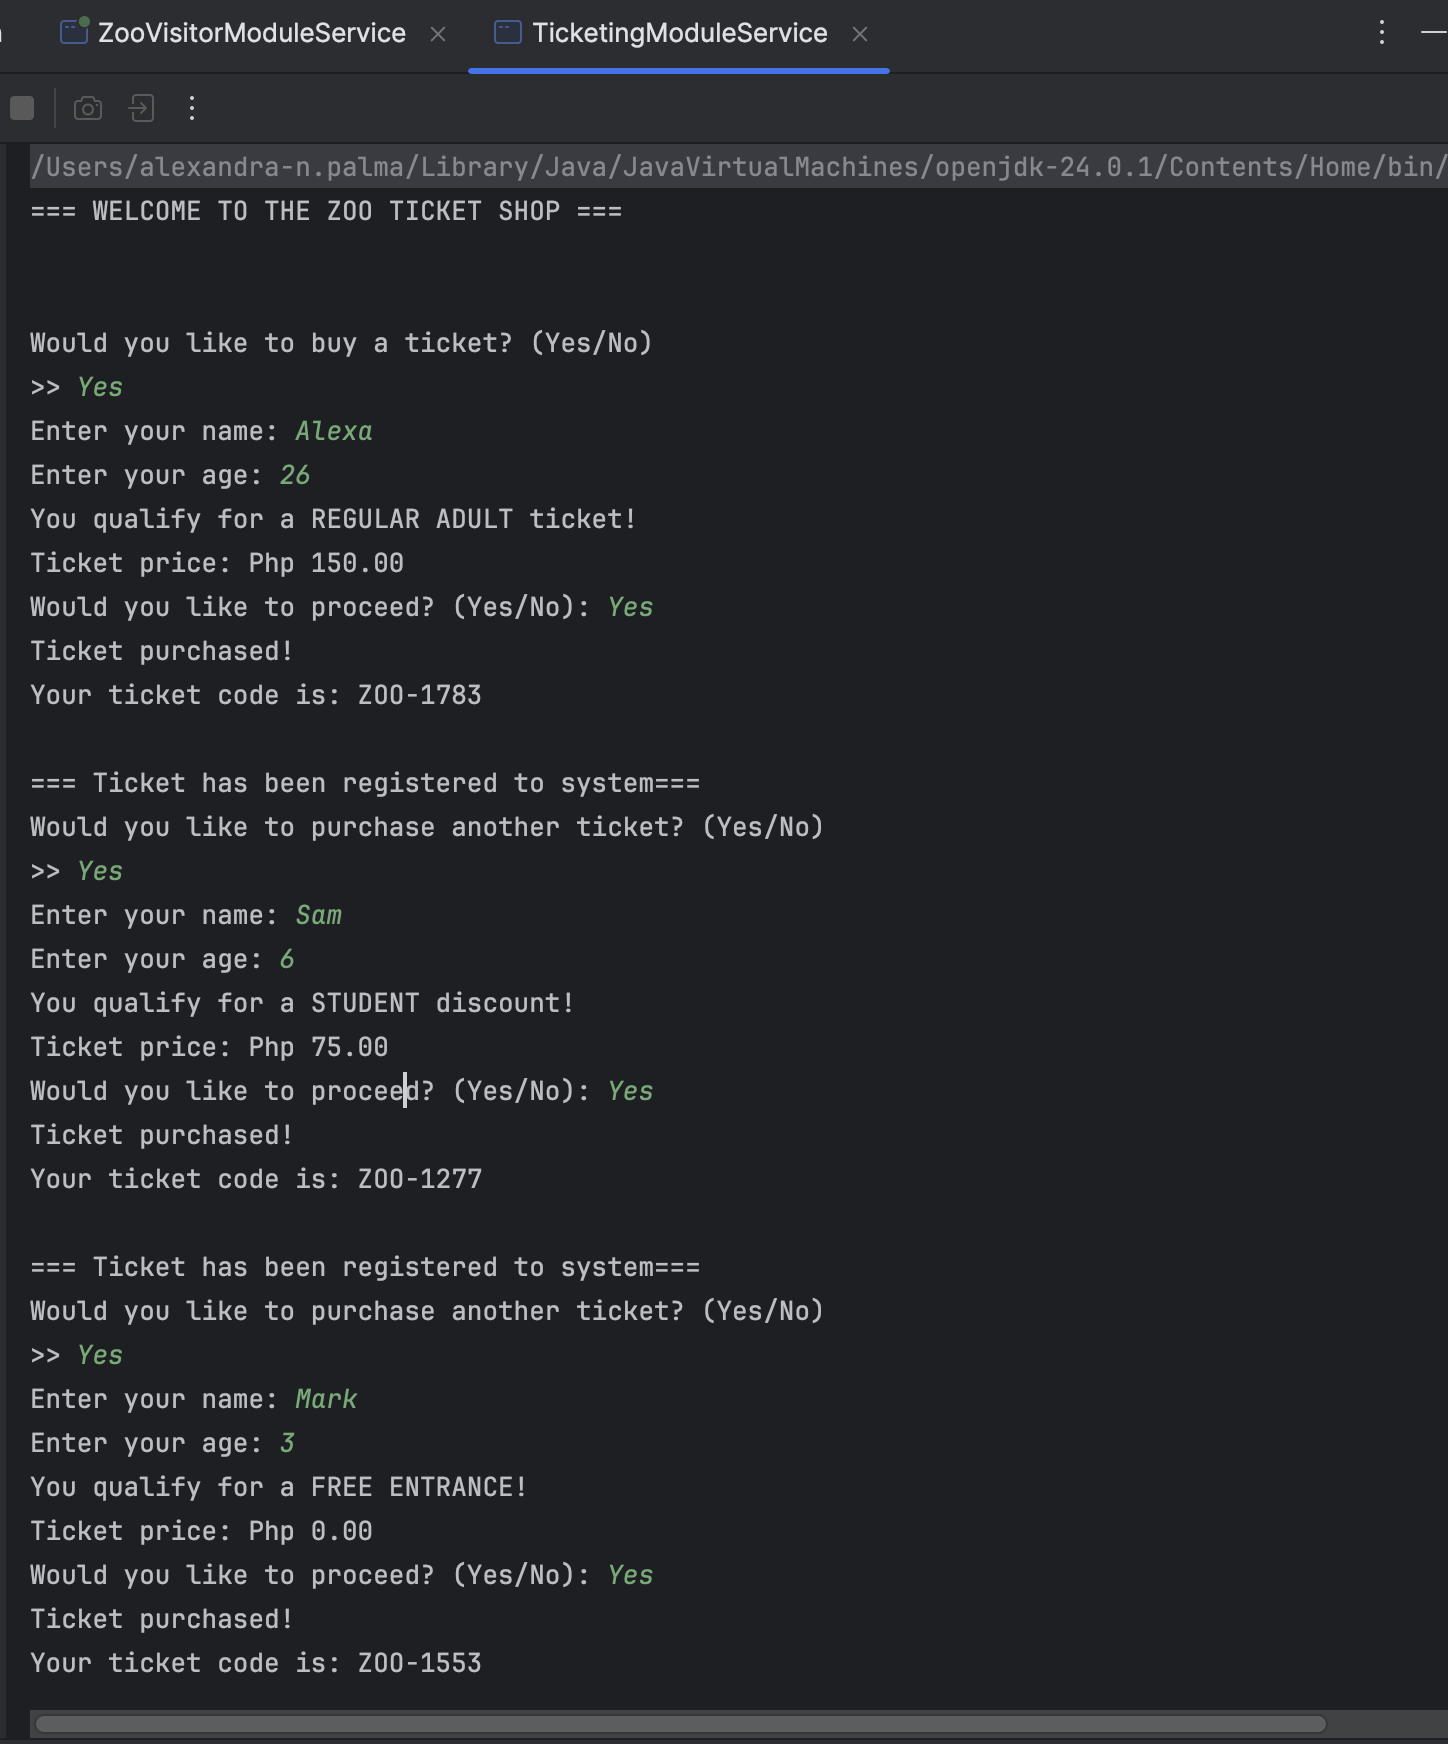 ZooVisitorModuleService
TicketingModuleService
/Users/alexandra-n.palma/Library/Java/JavaVirtualMachines/openjdk-24.0.1/Contents/Home/bin/
=== WELCOME TO THE ZOO TICKET SHOP ===
Would you like to buy a ticket? (Yes/No)
>> Yes
Enter your name: Alexa
Enter your age: 26
You qualify for a REGULAR ADULT ticket!
Ticket price: Php 150.00
Would you like to proceed? (Yes/No): Yes
Ticket purchased!
Your ticket code is: ZOO-1783
=== Ticket has been registered to system===
Would you like to purchase another ticket? (Yes/No)
>> Yes
Enter your name: Sam
Enter your age: 6
You qualify for a STUDENT discount!
Ticket price: Php 75.00
Would you like to proceed? (Yes/No): Yes
Ticket purchased!
Your ticket code is: ZOO-1277
=== Ticket has been registered to system===
Would you like to purchase another ticket? (Yes/No)
>> Yes
Enter your name: Mark
Enter your age: 3
You qualify for a FREE ENTRANCE!
Ticket price: Php 0.00
Would you like to proceed? (Yes/No): Yes
Ticket purchased!
Your ticket code is: ZOO-1553